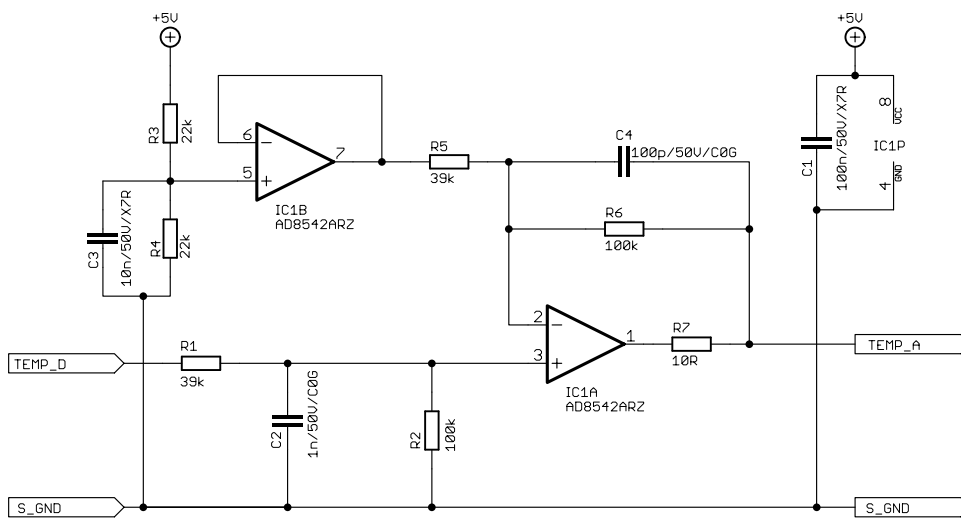 +5V
+5V
R3
22k
6
7
5
IC1B
AD8542ARZ
R5
39k
C4
100p/50V/C0G
C1
100n/50V/X7R
8
VCC
IC1P
4
GND
C3
10n/50V/X7R
R4
22k
R6
100k
2
3
1
IC1A
AD8542ARZ
R7
10R
TEMP_D
R1
39k
TEMP_A
C2
1n/50V/C0G
R2
100k
S_GND
S_GND